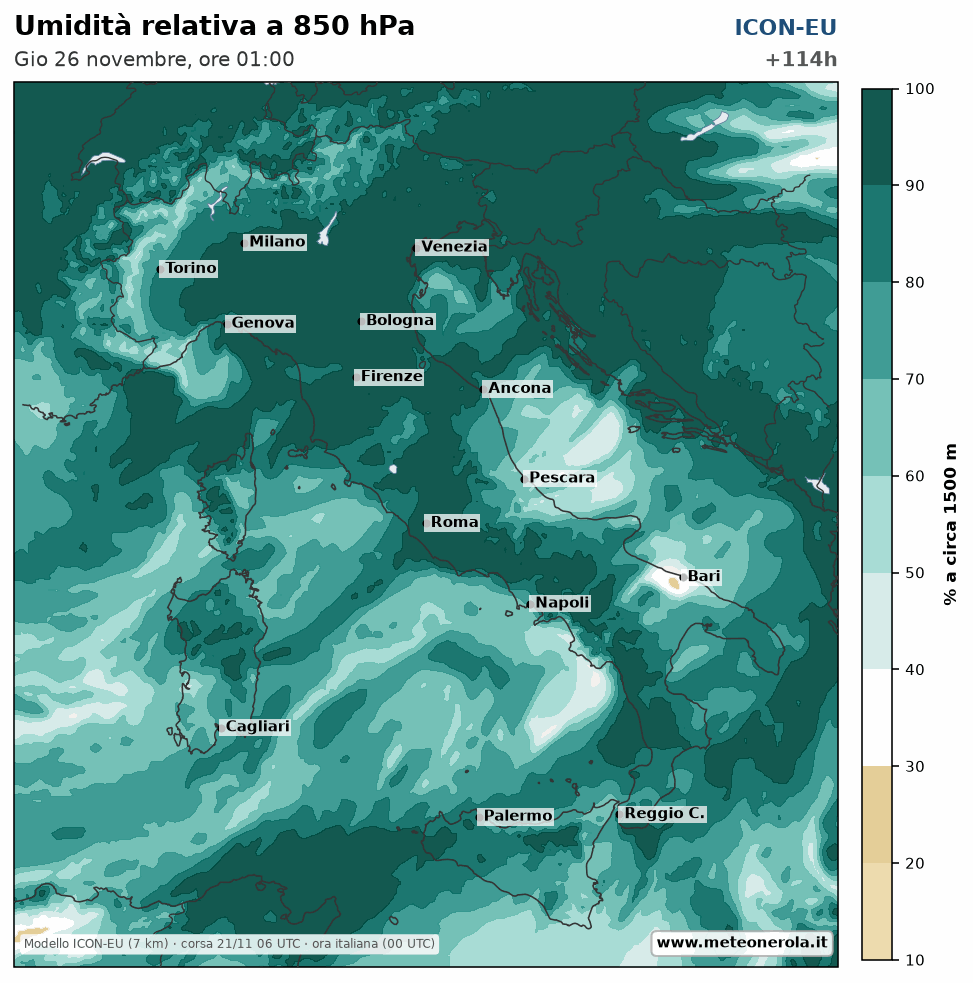 Umidità relativa a 850 hPa
ICON-EU
Gio 26 novembre, ore 01:00
+114h
100
90
80
70
60
50
40
30
20
10
% a circa 1500 m
Milano
Venezia
Torino
Genova
Bologna
Firenze
Ancona
Pescara
Roma
Bari
Napoli
Cagliari
Palermo
Reggio C.
Modello ICON-EU (7 km) · corsa 21/11 06 UTC · ora italiana (00 UTC)
www.meteonerola.it